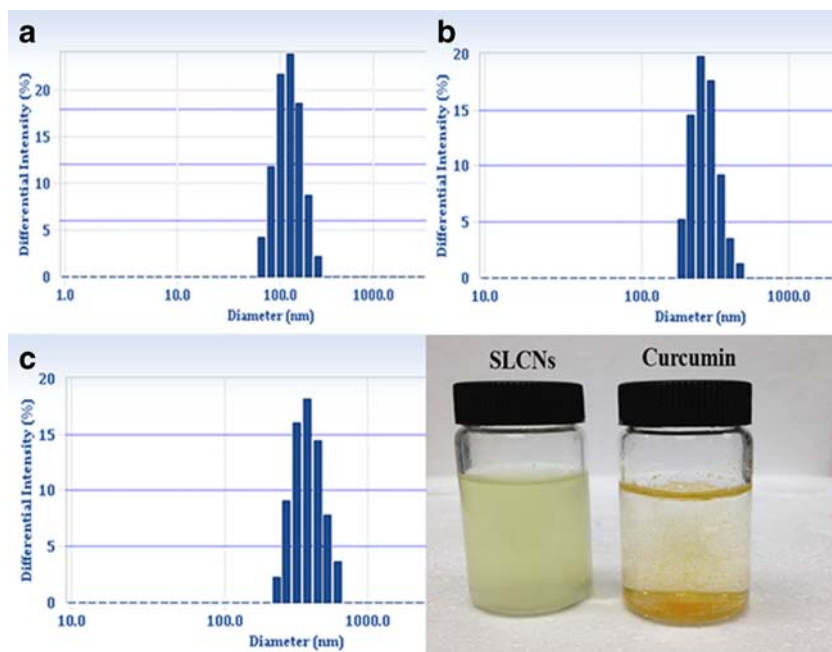 a
Differential Intensity (%)
20
15
10
5
0
1.0 10.0 100.0 1000.0
Diameter (nm)
b
Differential Intensity (%)
20
15
10
5
0
10.0 100.0 1000.0
Diameter (nm)
c
Differential Intensity (%)
20
15
10
5
0
10.0 100.0 1000.0
Diameter (nm)
SLCNs Curcumin